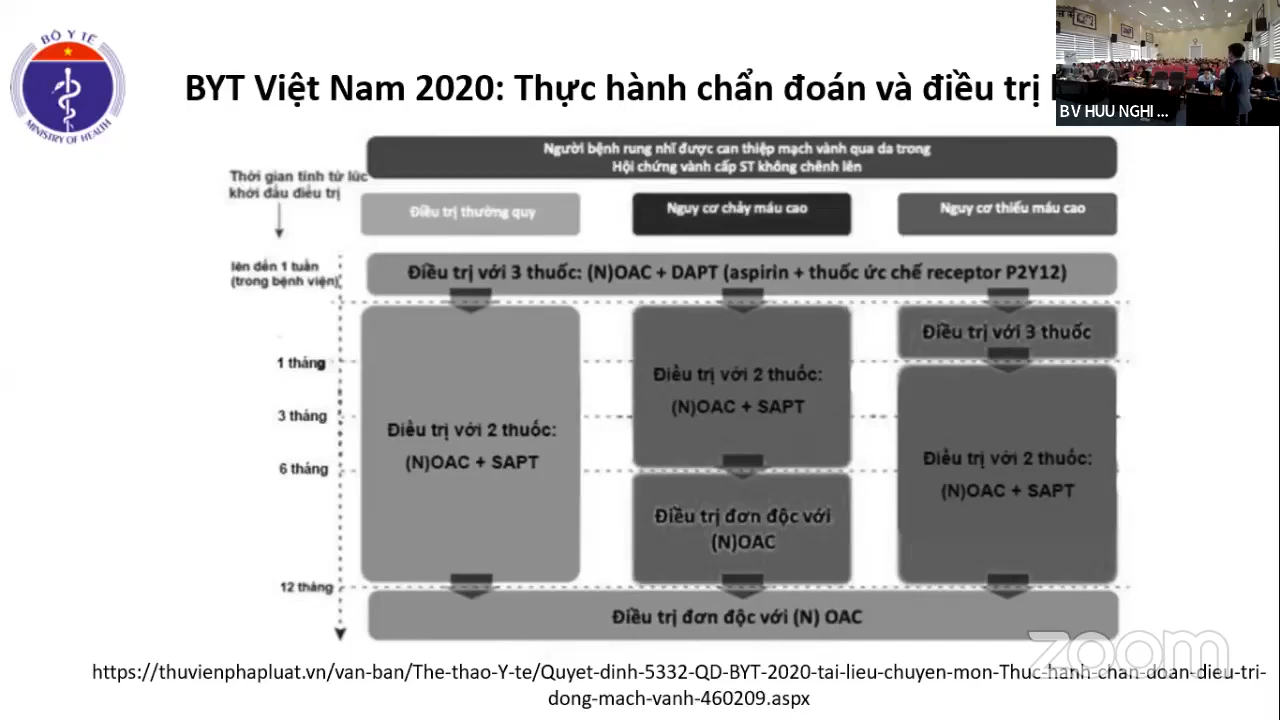 BỘ Y TẾ
MINISTRY OF HEALTH
BYT Việt Nam 2020: Thực hành chẩn đoán và điều trị
BV HUU NGHI ...
Người bệnh rung nhĩ được can thiệp mạch vành qua da trong
Hội chứng vành cấp ST không chênh lên
Thời gian tính từ lúc
khởi đầu điều trị
Điều trị thường quy
Nguy cơ chảy máu cao
Nguy cơ thiếu máu cao
lên đến 1 tuần
(trong bệnh viện)
Điều trị với 3 thuốc: (N)OAC + DAPT (aspirin + thuốc ức chế receptor P2Y12)
Điều trị với 3 thuốc
1 tháng
Điều trị với 2 thuốc:
(N)OAC + SAPT
3 tháng
Điều trị với 2 thuốc:
(N)OAC + SAPT
6 tháng
Điều trị với 2 thuốc:
(N)OAC + SAPT
Điều trị đơn độc với
(N)OAC
12 tháng
Điều trị đơn độc với (N) OAC
zoom
https://thuvienphapluat.vn/van-ban/The-thao-Y-te/Quyet-dinh-5332-QD-BYT-2020-tai-lieu-chuyen-mon-Thuc-hanh-chan-doan-dieu-tri-
dong-mach-vanh-460209.aspx